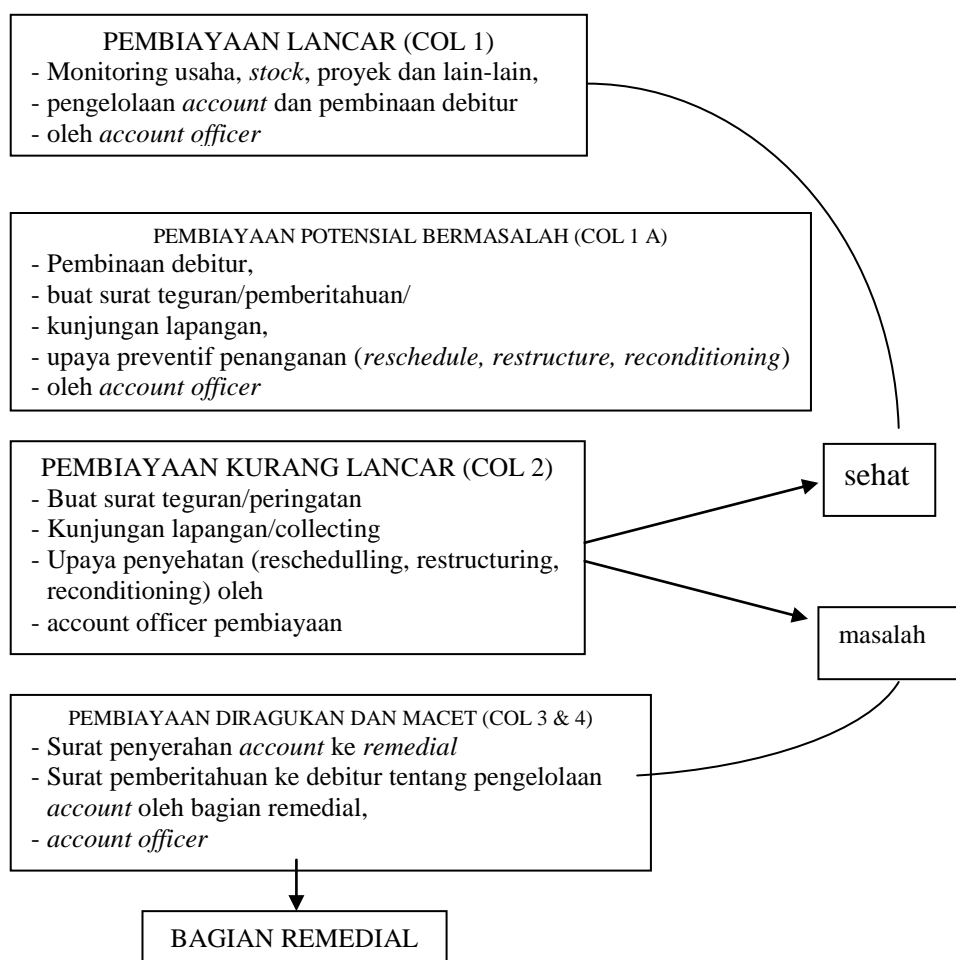 PEMBIAYAAN LANCAR (COL 1)
- Monitoring usaha, stock, proyek dan lain-lain,
- pengelolaan account dan pembinaan debitur
- oleh account officer
PEMBIAYAAN POTENSIAL BERMASALAH (COL 1 A)
- Pembinaan debitur,
- buat surat teguran/pemberitahuan/
- kunjungan lapangan,
- upaya preventif penanganan (reschedule, restructure, reconditioning)
- oleh account officer
PEMBIAYAAN KURANG LANCAR (COL 2)
- Buat surat teguran/peringatan
- Kunjungan lapangan/collecting
- Upaya penyehatan (reschedulling, restructuring,
reconditioning) oleh
- account officer pembiayaan
sehat
masalah
PEMBIAYAAN DIRAGUKAN DAN MACET (COL 3 & 4)
- Surat penyerahan account ke remedial
- Surat pemberitahuan ke debitur tentang pengelolaan
account oleh bagian remedial,
- account officer
BAGIAN REMEDIAL